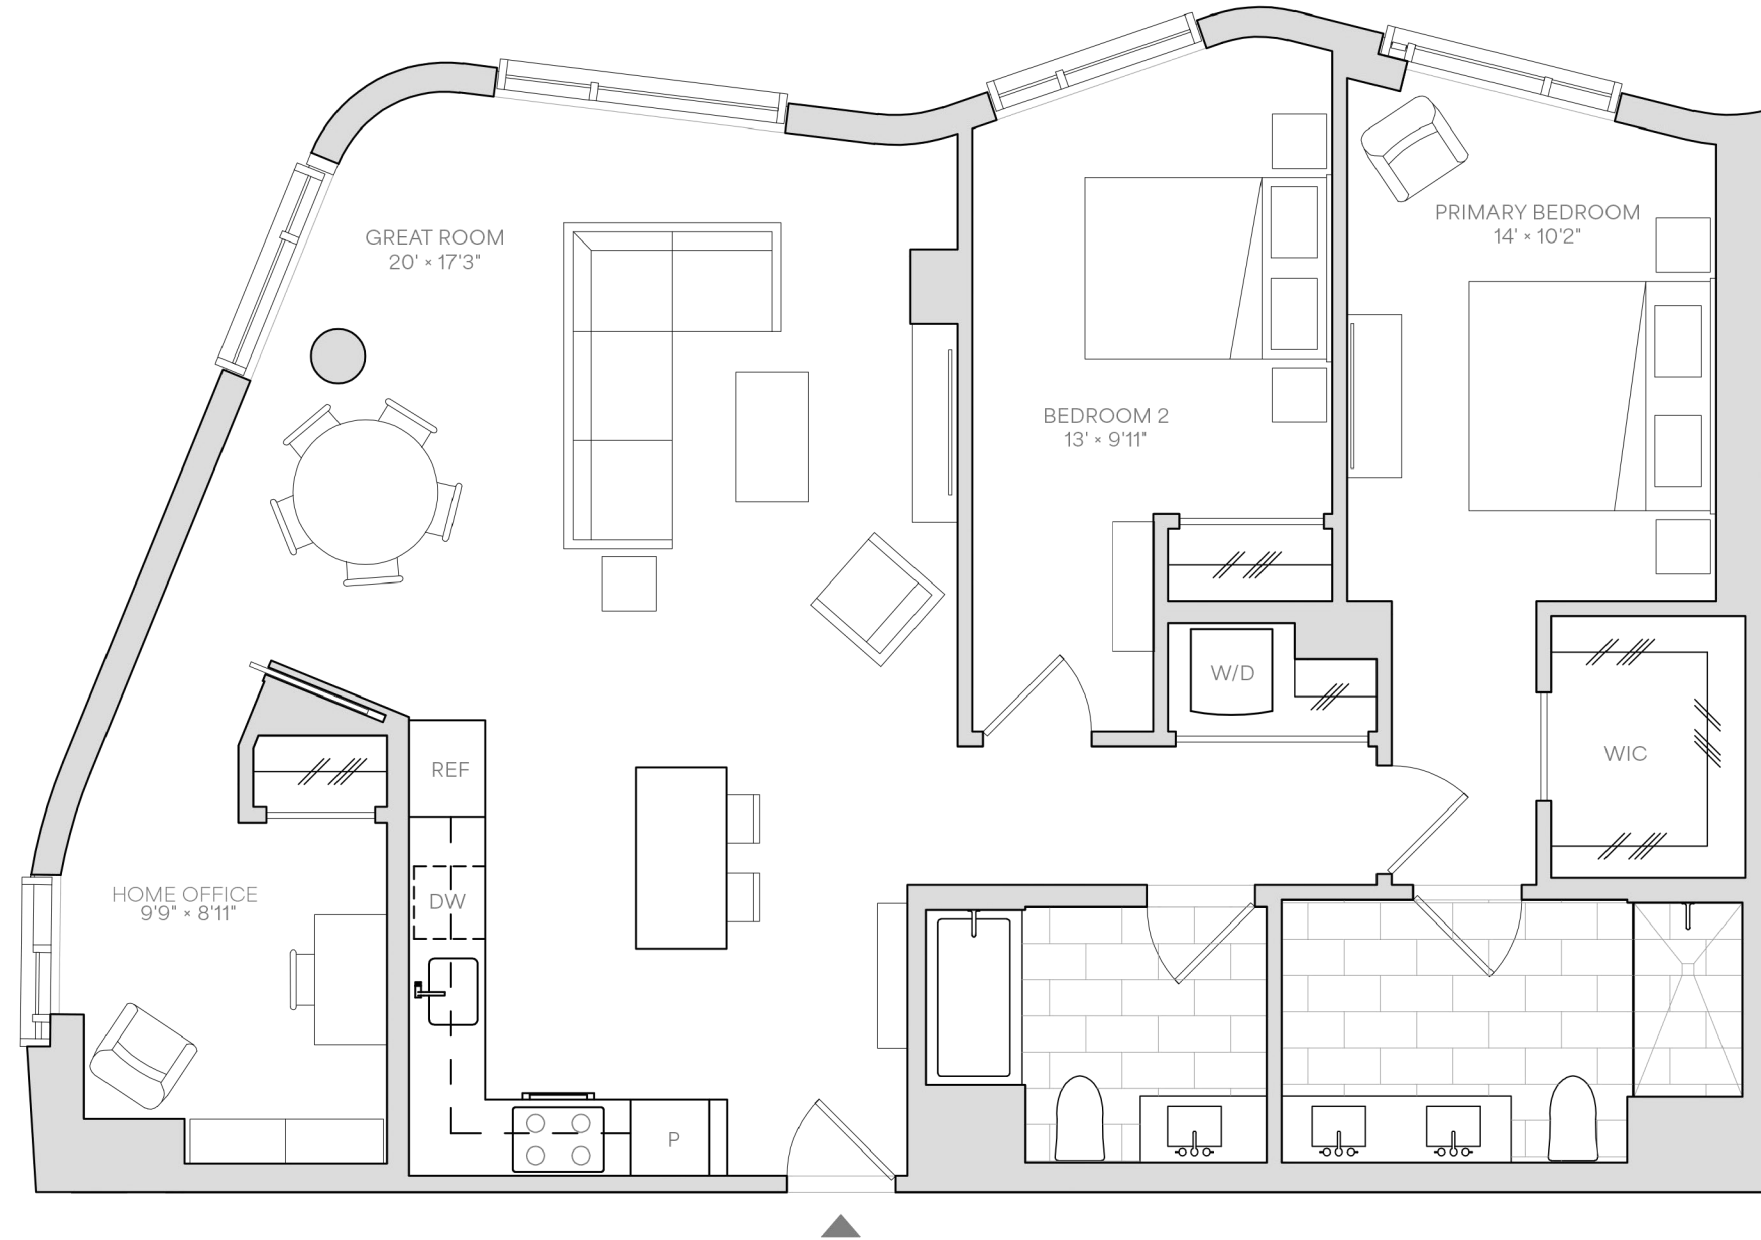 PRIMARY BEDROOM
14' × 10'2"
GREAT ROOM
20' × 17'3"
BEDROOM 2
13' × 9'11"
W/D
WIC
REF
HOME OFFICE
9'9" × 8'11"
DW
P